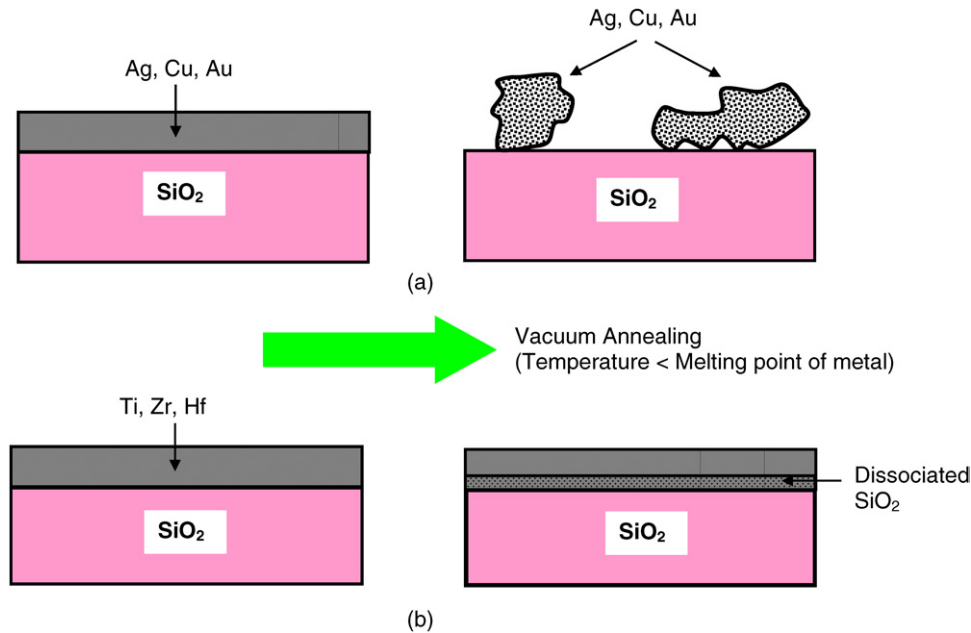 Ag, Cu, Au
Ag, Cu, Au
SiO₂
SiO₂
(a)
Vacuum Annealing
(Temperature < Melting point of metal)
Ti, Zr, Hf
Dissociated
SiO₂
SiO₂
SiO₂
(b)